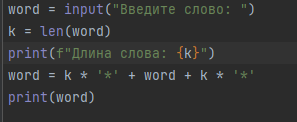 word = input("Введите слово: ")
k = len(word)
print(f"Длина слова: {k}")
word = k * '*' + word + k * '*'
print(word)